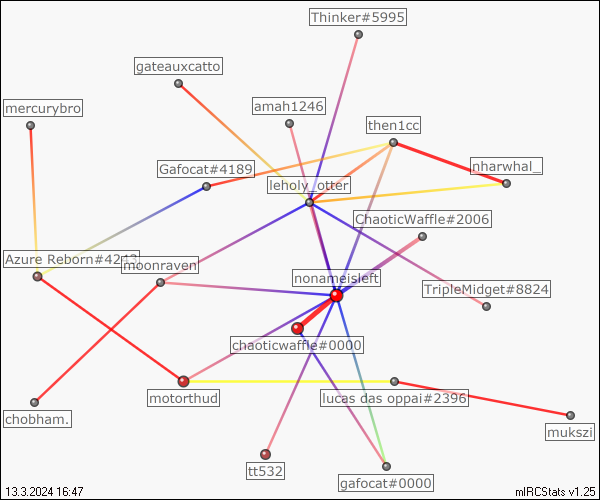 Thinker#5995
gateauxcatto
mercurybro
amah1246
then1cc
Gafocat#4189
nharwhal_
leholy_otter
ChaoticWaffle#2006
Azure Reborn#4243
moonraven
nonameisleft
TripleMidget#8824
chaoticwaffle#0000
motorthud
lucas das oppai#2396
chobham.
mukszi
tt532
gafocat#0000
13.3.2024 16:47
mIRCStats v1.25